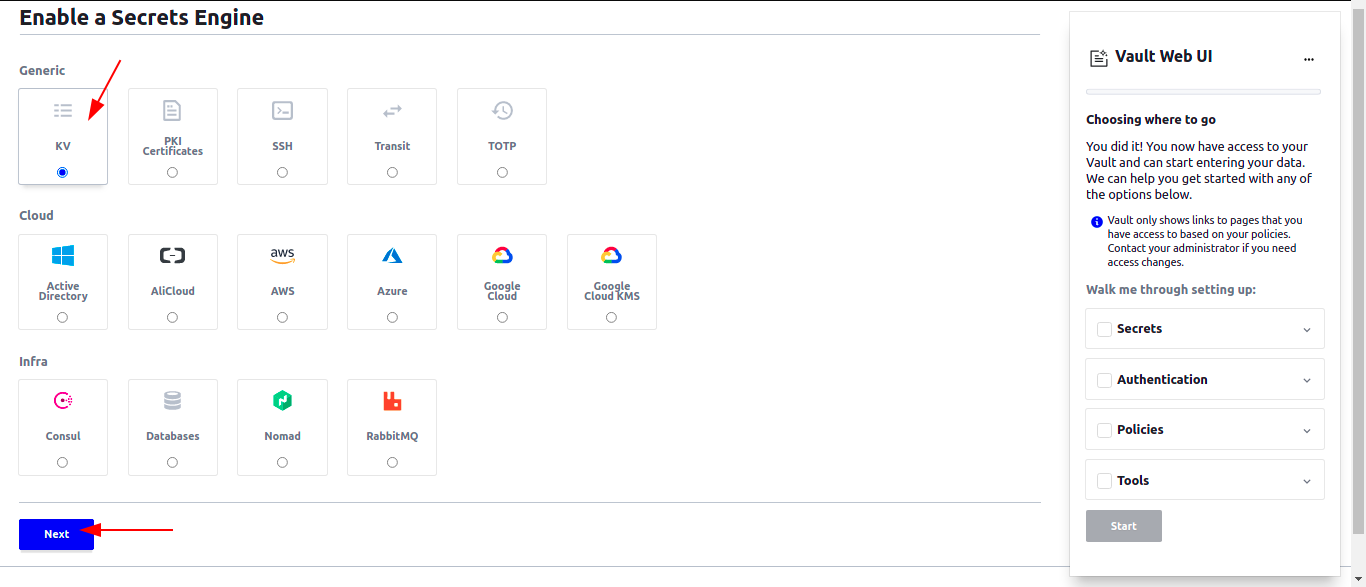 Enable a Secrets Engine
Generic
KV
PKI
Certificates
SSH
Transit
TOTP
Cloud
Active
Directory
AliCloud
aws
AWS
Azure
Google
Cloud
Google
Cloud KMS
Infra
Consul
Databases
Nomad
RabbitMQ
Next
Vault Web UI
Choosing where to go
You did it! You now have access to your
Vault and can start entering your data.
We can help you get started with any of
the options below.
Vault only shows links to pages that you
have access to based on your policies.
Contact your administrator if you need
access changes.
Walk me through setting up:
Secrets
Authentication
Policies
Tools
Start